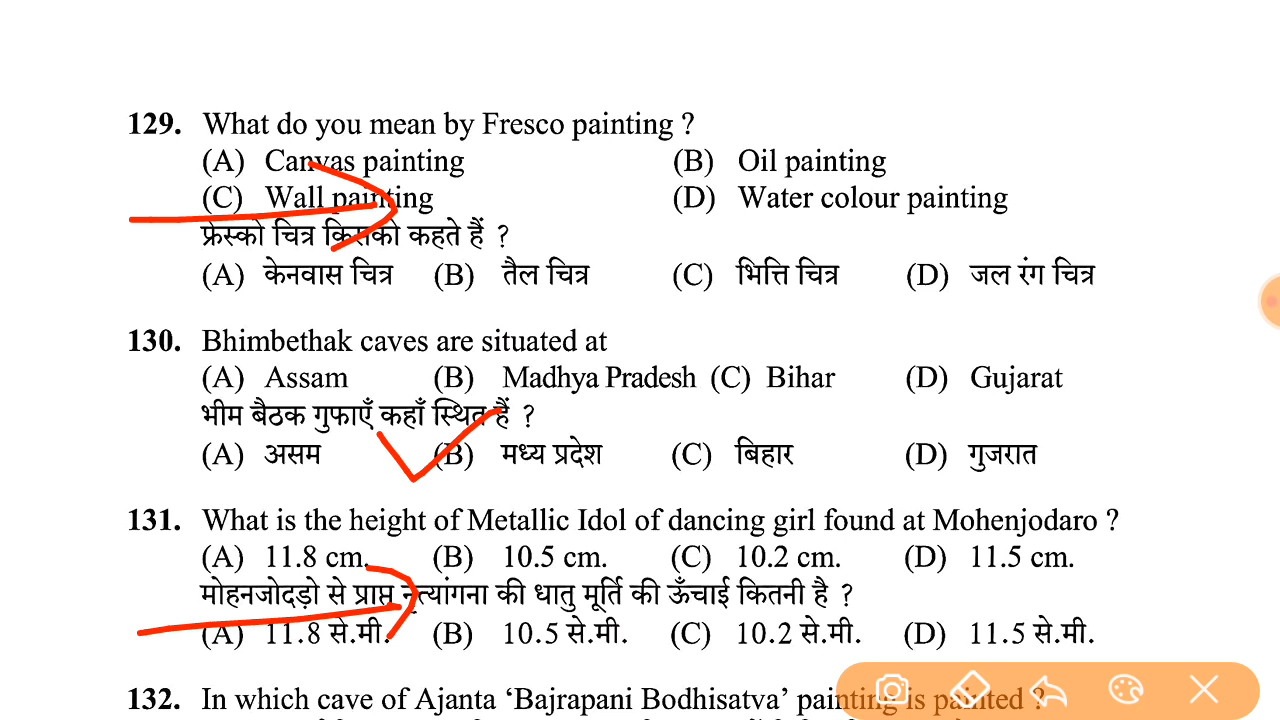 129. What do you mean by Fresco painting ?
(A) Canvas painting (B) Oil painting
(C) Wall painting (D) Water colour painting
फ्रेस्को चित्र किसको कहते हैं ?
(A) केनवास चित्र (B) तैल चित्र (C) भित्ति चित्र (D) जल रंग चित्र
130. Bhimbethak caves are situated at
(A) Assam (B) Madhya Pradesh (C) Bihar (D) Gujarat
भीम बैठक गुफाएँ कहाँ स्थित हैं ?
(A) असम (B) मध्य प्रदेश (C) बिहार (D) गुजरात
131. What is the height of Metallic Idol of dancing girl found at Mohenjodaro ?
(A) 11.8 cm. (B) 10.5 cm. (C) 10.2 cm. (D) 11.5 cm.
मोहनजोदड़ो से प्राप्त नृत्यांगना की धातु मूर्ति की ऊँचाई कितनी है ?
(A) 11.8 से.मी. (B) 10.5 से.मी. (C) 10.2 से.मी. (D) 11.5 से.मी.
132. In which cave of Ajanta ‘Bajrapani Bodhisatva’ painting is painted ?